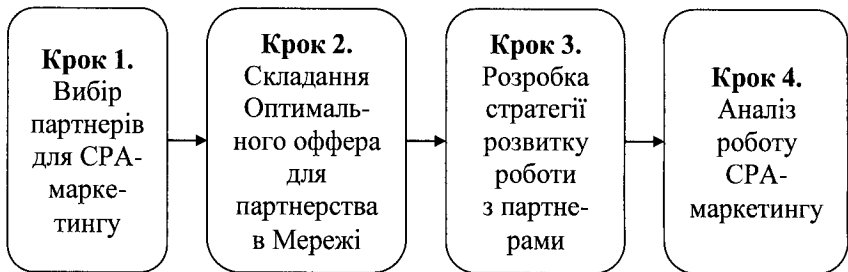 Крок 1.
Вибір
партнерів
для СРА-
марке-
тингу
Крок 2.
Складання
Оптималь-
ного оффера
для
партнерства
в Мережі
Крок 3.
Розробка
стратегії
розвитку
роботи
з партне-
рами
Крок 4.
Аналіз
роботу
СРА-
маркетингу